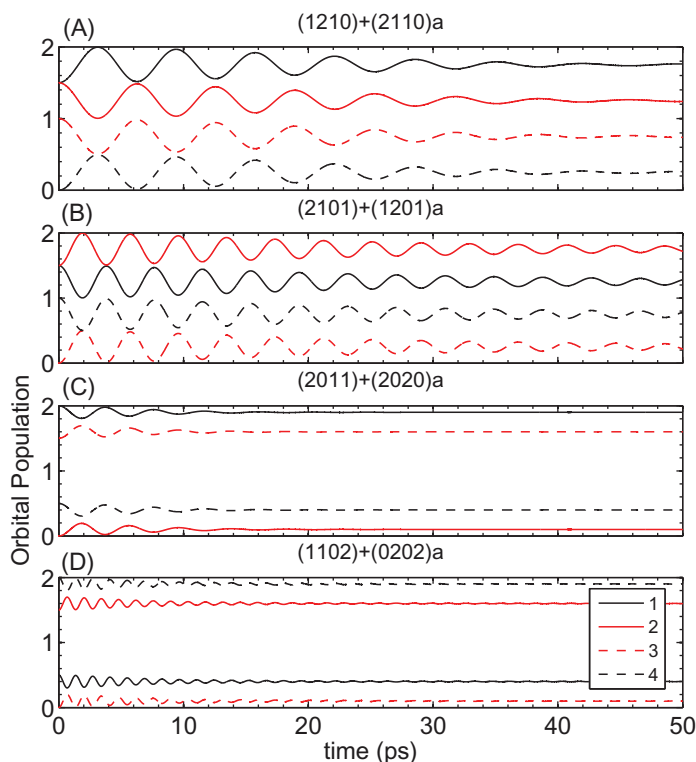 (A)
(1210)+(2110)a
2
1
0
(B)
(2101)+(1201)a
2
1
0
(C)
(2011)+(2020)a
2
1
0
Orbital Population
(D)
(1102)+(0202)a
2
1
0
1
2
3
4
0 10 20 30 40 50
time (ps)